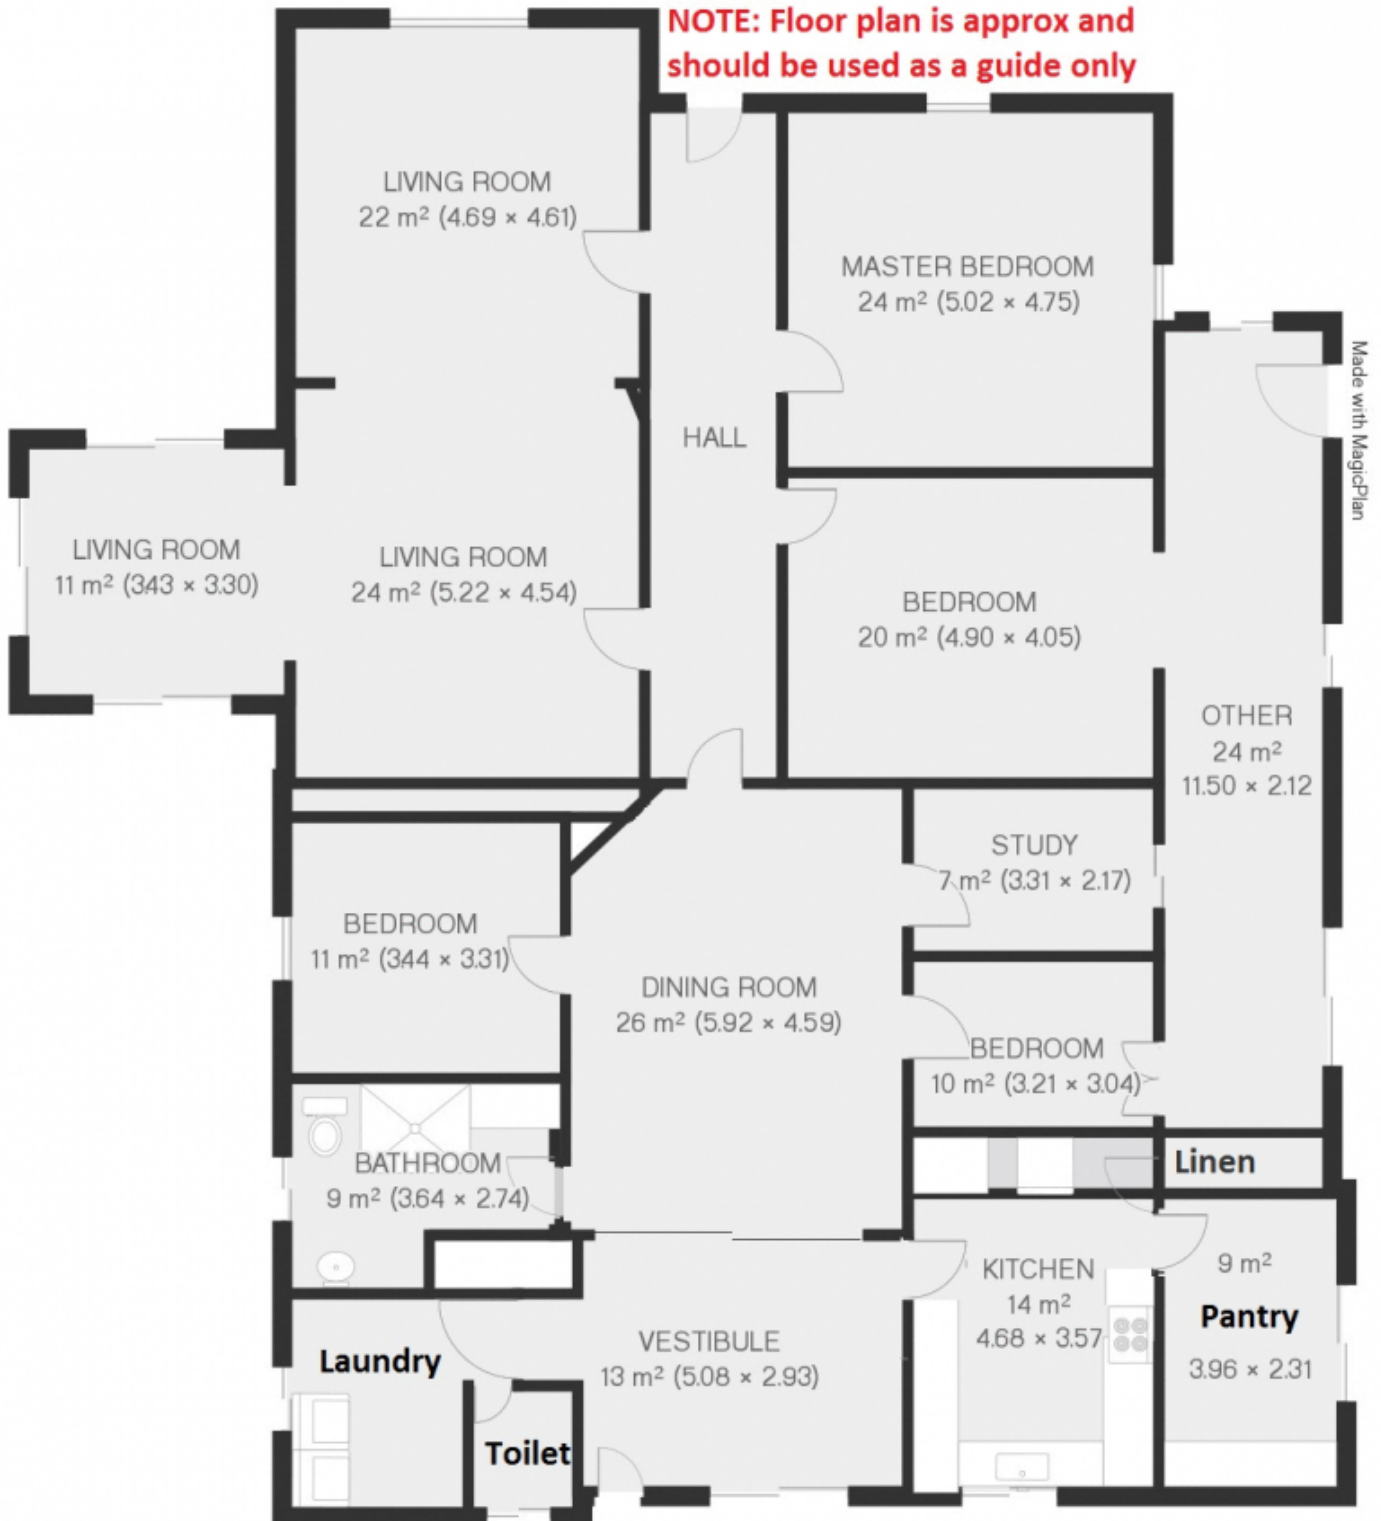 NOTE: Floor plan is approx and
should be used as a guide only
LIVING ROOM
22 m² (4.69 × 4.61)
MASTER BEDROOM
24 m² (5.02 × 4.75)
Made with MagicPlan
HALL
LIVING ROOM
11 m² (3.43 × 3.30)
LIVING ROOM
24 m² (5.22 × 4.54)
BEDROOM
20 m² (4.90 × 4.05)
OTHER
24 m²
11.50 × 2.12
STUDY
7 m² (3.31 × 2.17)
BEDROOM
11 m² (3.44 × 3.31)
DINING ROOM
26 m² (5.92 × 4.59)
BEDROOM
10 m² (3.21 × 3.04)
BATHROOM
9 m² (3.64 × 2.74)
Linen
KITCHEN
14 m²
4.68 × 3.57
9 m²
Pantry
3.96 × 2.31
VESTIBULE
13 m² (5.08 × 2.93)
Laundry
Toilet